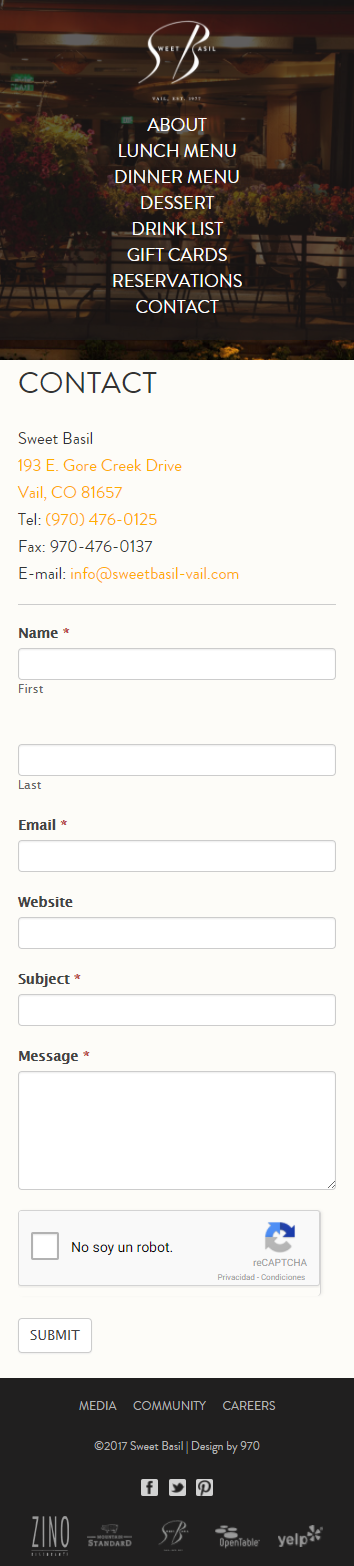 SWEET BASIL
VAIL, EST. 1977
ABOUT
LUNCH MENU
DINNER MENU
DESSERT
DRINK LIST
GIFT CARDS
RESERVATIONS
CONTACT
CONTACT
Sweet Basil
193 E. Gore Creek Drive
Vail, CO 81657
Tel: (970) 476-0125
Fax: 970-476-0137
E-mail: info@sweetbasil-vail.com
Name *
First
Last
Email *
Website
Subject *
Message *
No soy un robot.
reCAPTCHA
Privacidad - Condiciones
SUBMIT
MEDIA COMMUNITY CAREERS
©2017 Sweet Basil | Design by 970
ZINO
RISTORANTE
MOUNTAIN
STANDARD
OpenTable
yelp